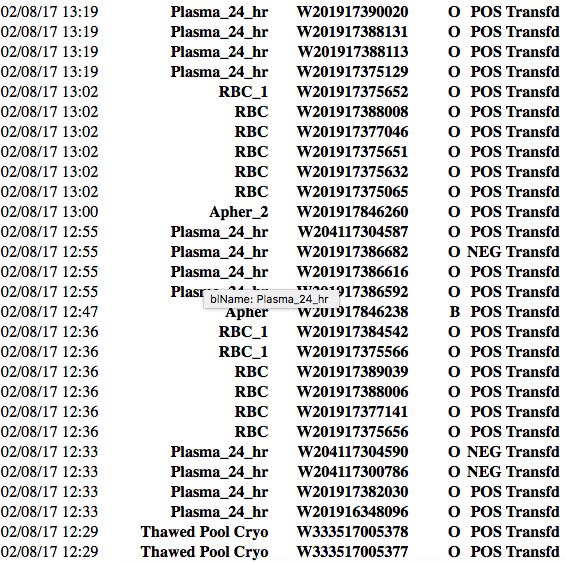 02/08/17 13:19 Plasma_24_hr W201917390020 O POS Transfd
02/08/17 13:19 Plasma_24_hr W201917388131 O POS Transfd
02/08/17 13:19 Plasma_24_hr W201917388113 O POS Transfd
02/08/17 13:19 Plasma_24_hr W201917375129 O POS Transfd
02/08/17 13:02 RBC_1 W201917375652 O POS Transfd
02/08/17 13:02 RBC W201917388008 O POS Transfd
02/08/17 13:02 RBC W201917377046 O POS Transfd
02/08/17 13:02 RBC W201917375651 O POS Transfd
02/08/17 13:02 RBC W201917375632 O POS Transfd
02/08/17 13:02 RBC W201917375065 O POS Transfd
02/08/17 13:00 Apher_2 W201917846260 O POS Transfd
02/08/17 12:55 Plasma_24_hr W204117304587 O POS Transfd
02/08/17 12:55 Plasma_24_hr W201917386682 O NEG Transfd
02/08/17 12:55 Plasma_24_hr W201917386616 O POS Transfd
02/08/17 12:55 Plasma_24_hr W201917386592 O POS Transfd
blName: Plasma_24_hr
02/08/17 12:47 Apher W201917846238 B POS Transfd
02/08/17 12:36 RBC_1 W201917384542 O POS Transfd
02/08/17 12:36 RBC_1 W201917375566 O POS Transfd
02/08/17 12:36 RBC W201917389039 O POS Transfd
02/08/17 12:36 RBC W201917388006 O POS Transfd
02/08/17 12:36 RBC W201917377141 O POS Transfd
02/08/17 12:36 RBC W201917375656 O POS Transfd
02/08/17 12:33 Plasma_24_hr W204117304590 O NEG Transfd
02/08/17 12:33 Plasma_24_hr W204117300786 O NEG Transfd
02/08/17 12:33 Plasma_24_hr W201917382030 O POS Transfd
02/08/17 12:33 Plasma_24_hr W201916348096 O POS Transfd
02/08/17 12:29 Thawed Pool Cryo W333517005378 O POS Transfd
02/08/17 12:29 Thawed Pool Cryo W333517005377 O POS Transfd